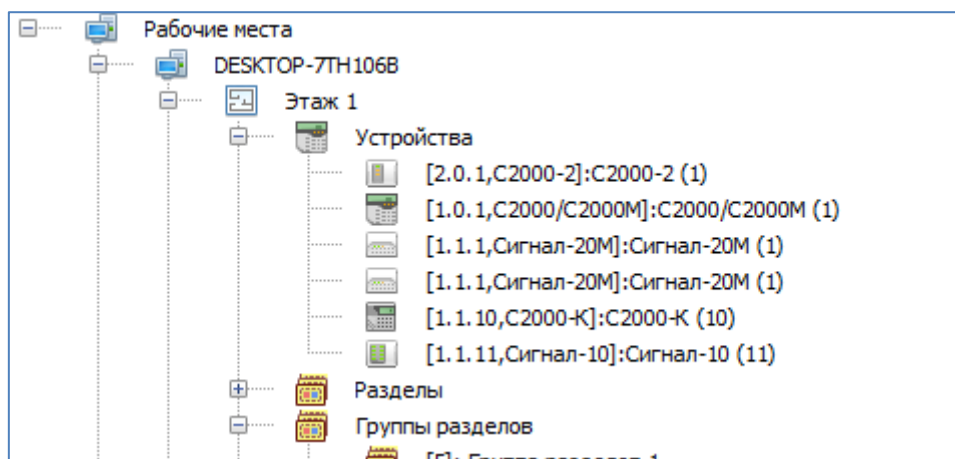 Рабочие места
DESKTOP-7TH106B
Этаж 1
Устройства
[2.0.1,С2000-2]:С2000-2 (1)
[1.0.1,С2000/С2000М]:С2000/С2000М (1)
[1.1.1,Сигнал-20М]:Сигнал-20М (1)
[1.1.1,Сигнал-20М]:Сигнал-20М (1)
[1.1.10,С2000-К]:С2000-К (10)
[1.1.11,Сигнал-10]:Сигнал-10 (11)
Разделы
Группы разделов